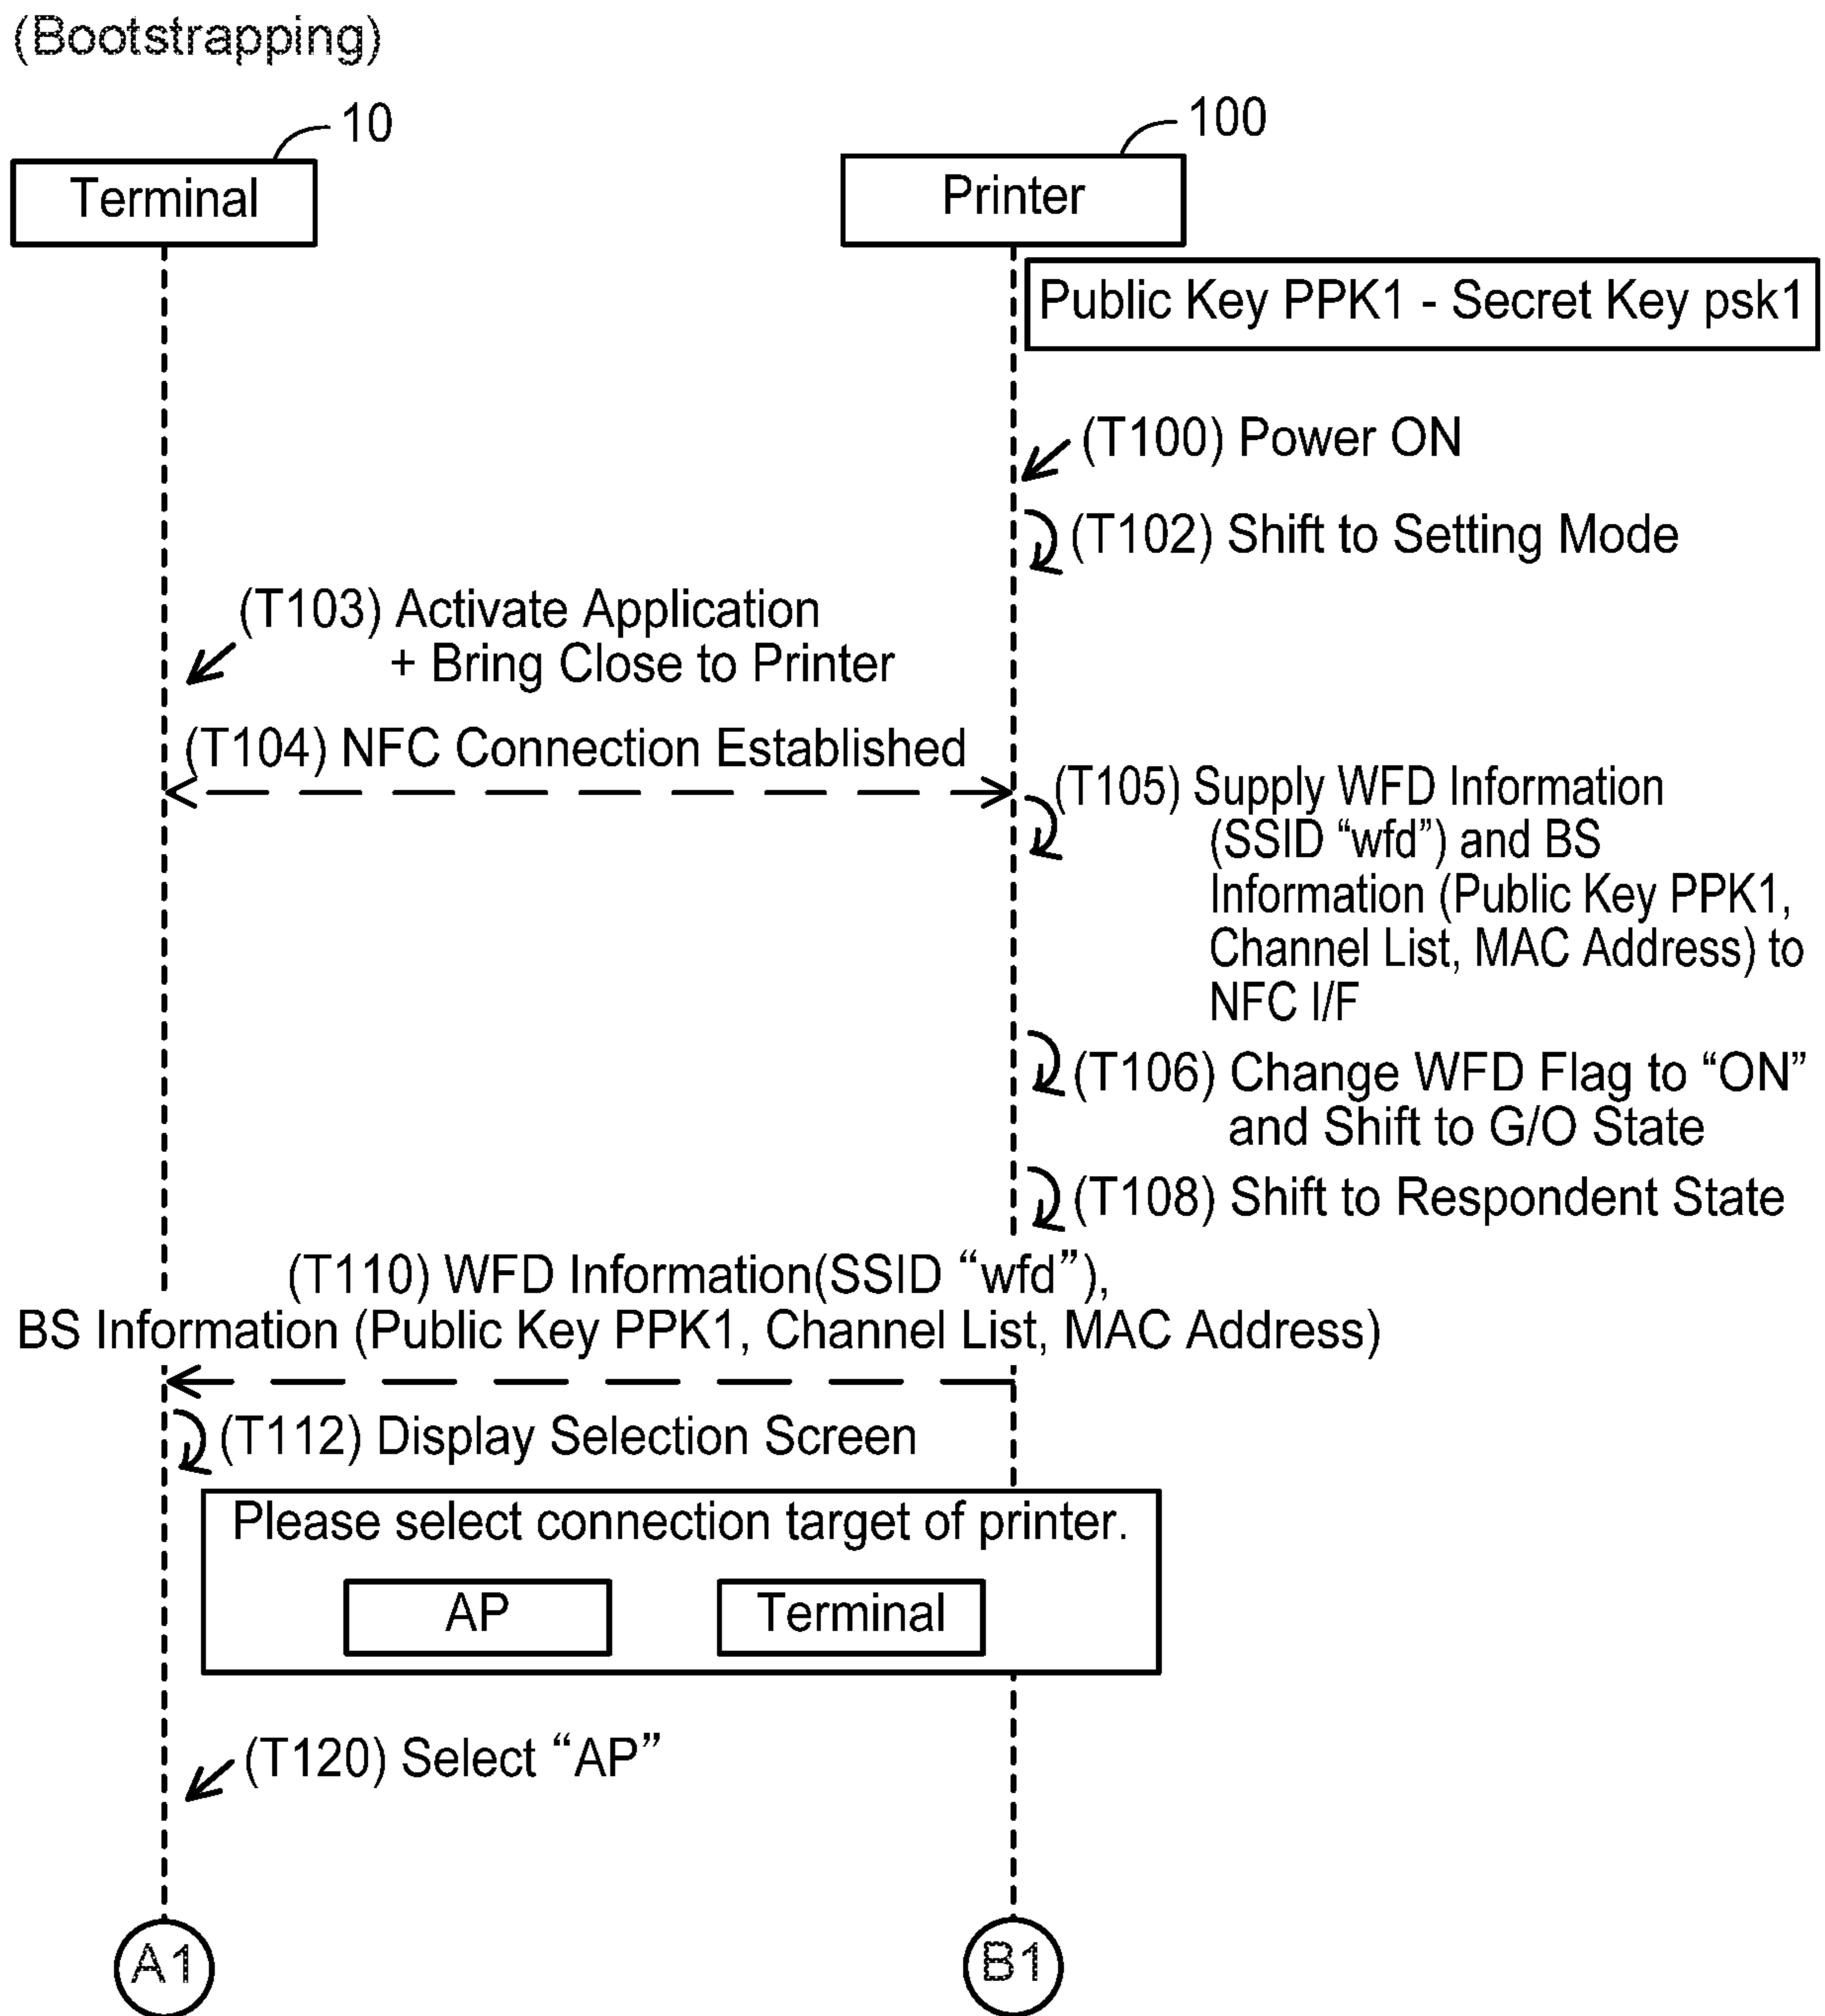 (Bootstrapping)
10
100
Terminal
Printer
Public Key PPK1 - Secret Key psk1
(T100) Power ON
(T102) Shift to Setting Mode
(T103) Activate Application
+ Bring Close to Printer
(T104) NFC Connection Established
(T105) Supply WFD Information
(SSID “wfd”) and BS
Information (Public Key PPK1,
Channel List, MAC Address) to
NFC I/F
(T106) Change WFD Flag to “ON”
and Shift to G/O State
(T108) Shift to Respondent State
(T110) WFD Information(SSID “wfd”),
BS Information (Public Key PPK1, Channel List, MAC Address)
(T112) Display Selection Screen
Please select connection target of printer.
AP
Terminal
(T120) Select “AP”
A1
B1